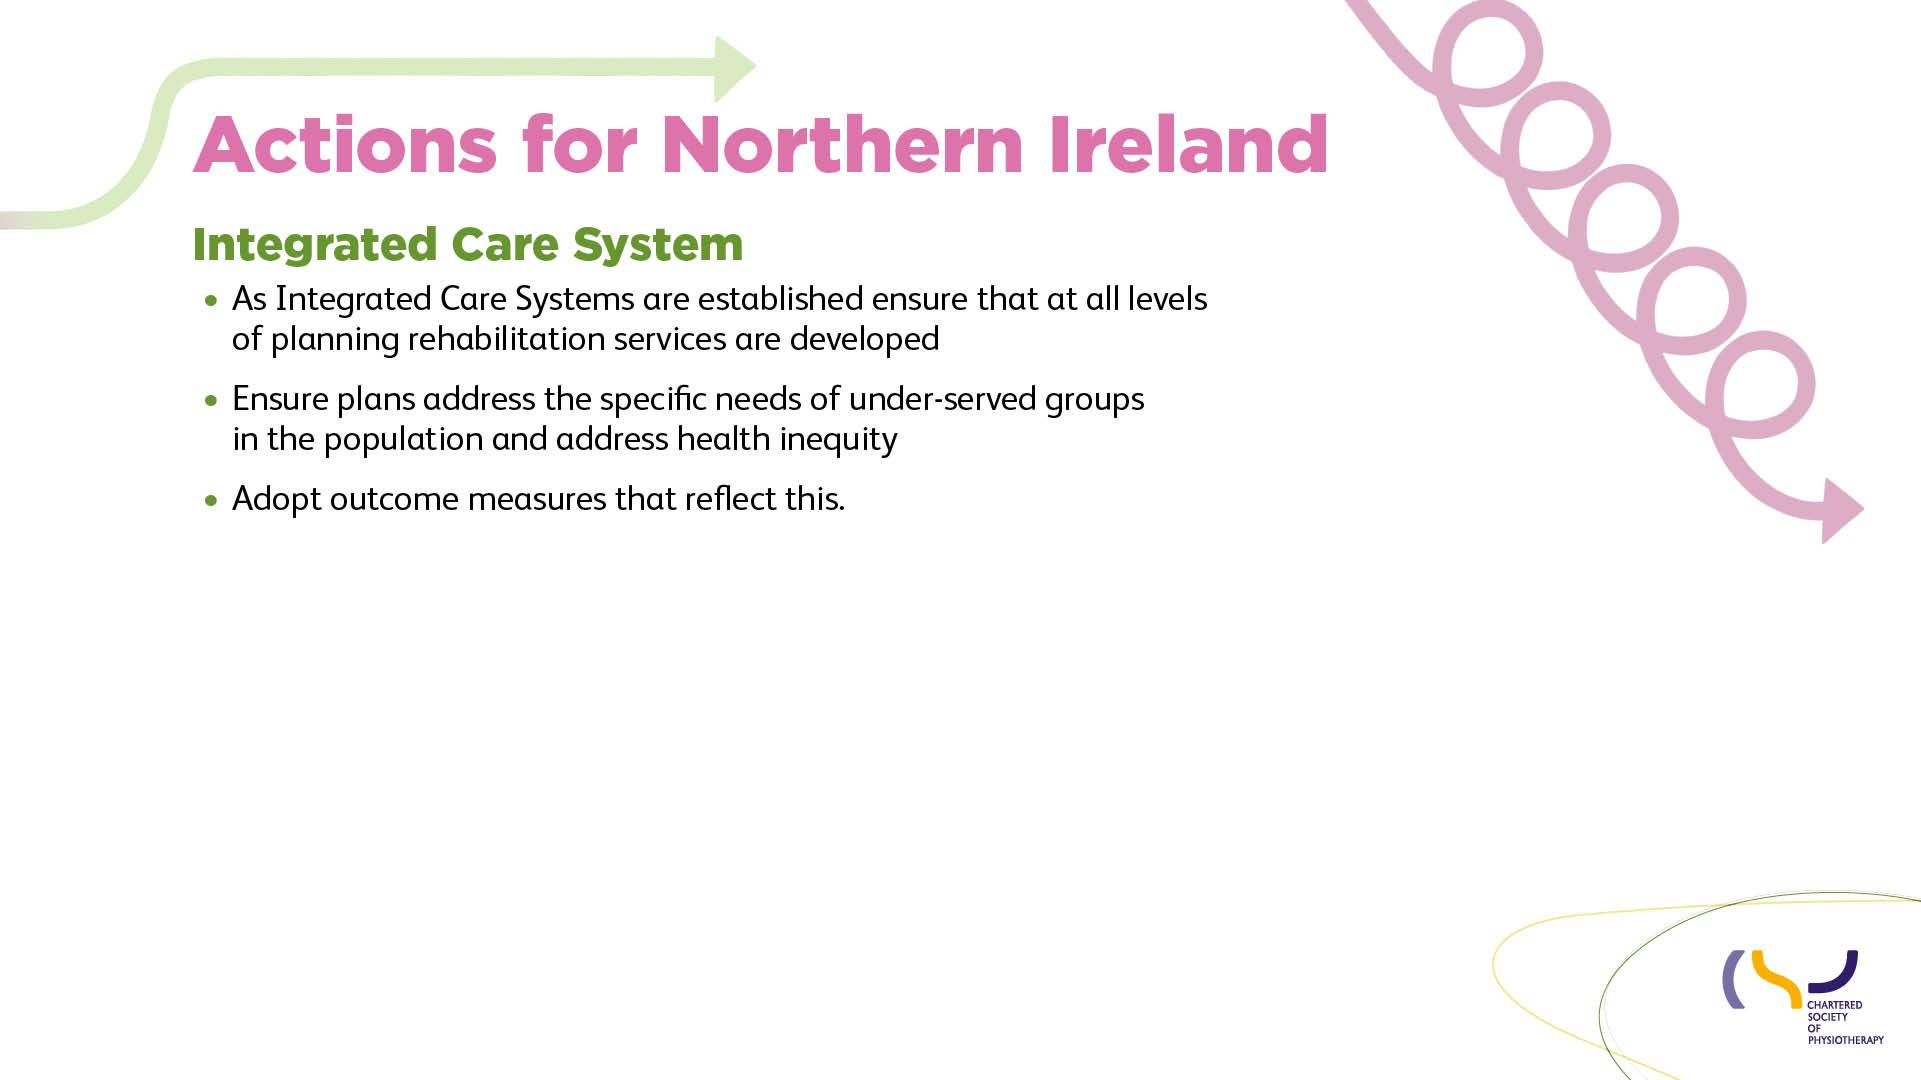 Actions for Northern Ireland
Integrated Care System
• As Integrated Care Systems are established ensure that at all levels
of planning rehabilitation services are developed
• Ensure plans address the specific needs of under-served groups
in the population and address health inequity
• Adopt outcome measures that reflect this.
CHARTERED
SOCIETY
OF
PHYSIOTHERAPY